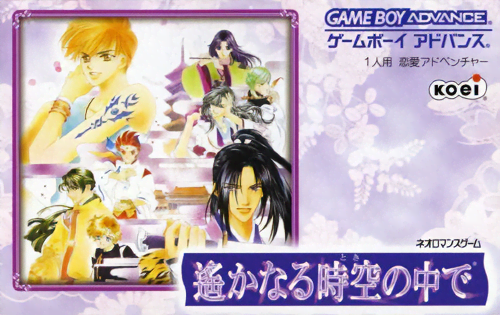 GAME BOY ADVANCE
ゲームボーイ アドバンス®
1人用 恋愛アドベンチャー
KOEI
ネオロマンスゲーム
とき
遙かなる時空の中で